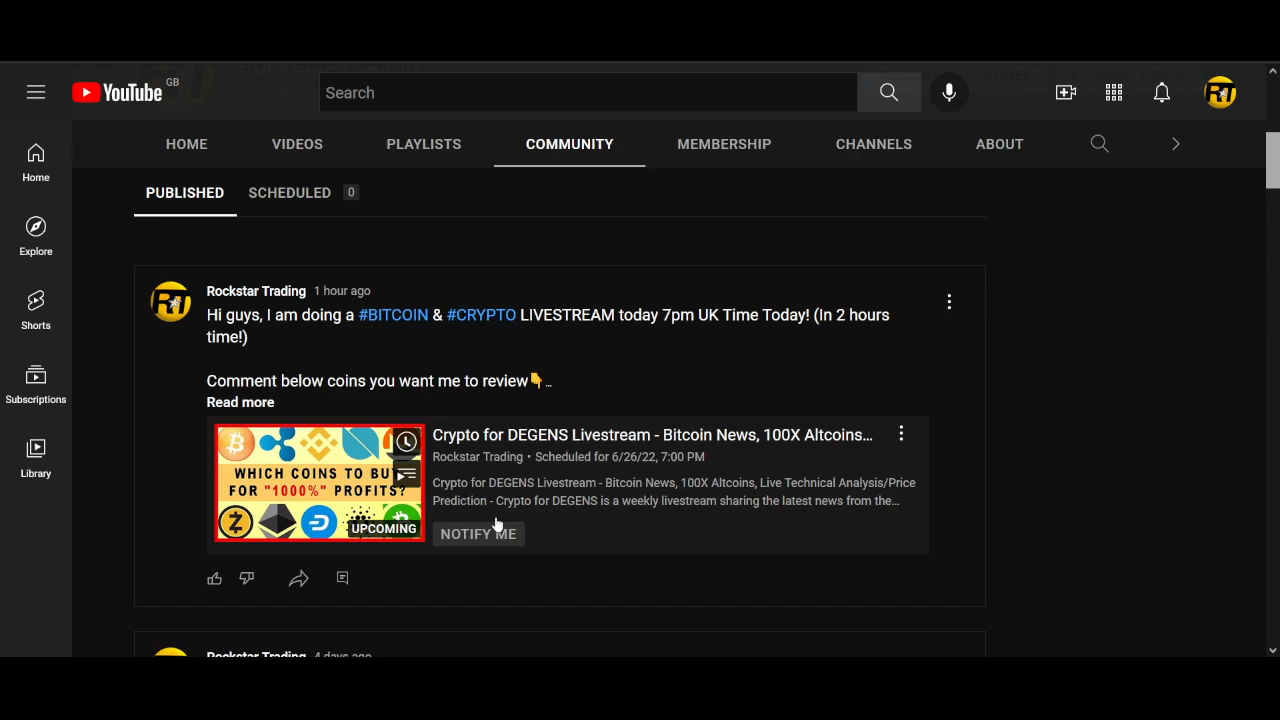 YouTube GB
Search
HOME VIDEOS PLAYLISTS COMMUNITY MEMBERSHIP CHANNELS ABOUT
Home
Explore
Shorts
Subscriptions
Library
PUBLISHED SCHEDULED 0
RT
Rockstar Trading 1 hour ago
Hi guys, I am doing a #BITCOIN & #CRYPTO LIVESTREAM today 7pm UK Time Today! (In 2 hours
time!)
Comment below coins you want me to review👇...
Read more
WHICH COINS TO BUY
FOR "1000%" PROFITS?
UPCOMING
Crypto for DEGENS Livestream - Bitcoin News, 100X Altcoins...
Rockstar Trading • Scheduled for 6/26/22, 7:00 PM
Crypto for DEGENS Livestream - Bitcoin News, 100X Altcoins, Live Technical Analysis/Price
Prediction - Crypto for DEGENS is a weekly livestream sharing the latest news from the...
NOTIFY ME
Rockstar Trading 4 days ago